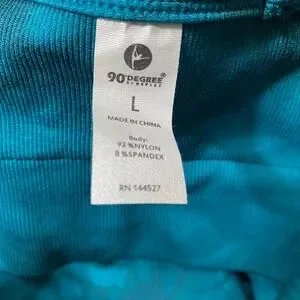 90°DEGREE®
BY REFLEX
L
MADE IN CHINA
Body:
92%NYLON
8%SPANDEX
RN 144527